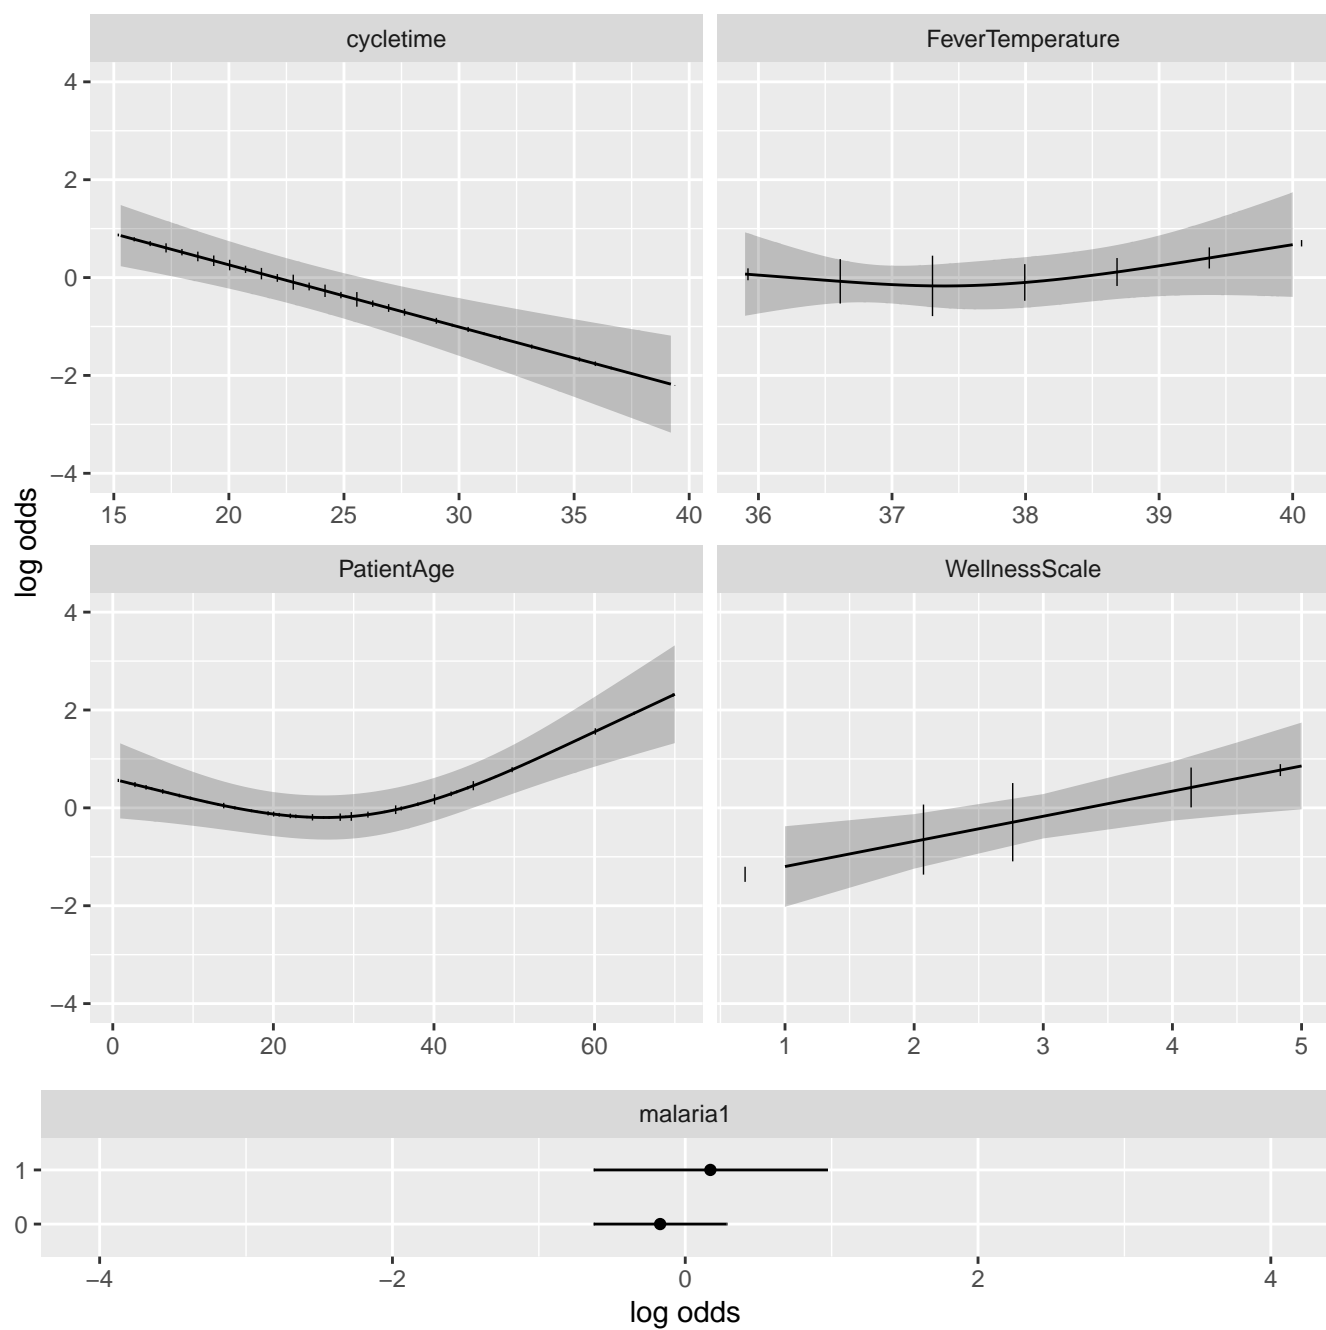 cycletime
FeverTemperature
4
2
0
−2
−4
15 20 25 30 35 40
36 37 38 39 40
log odds
PatientAge
WellnessScale
4
2
0
−2
−4
0 20 40 60
1 2 3 4 5
malaria1
1
0
−4 −2 0 2 4
log odds